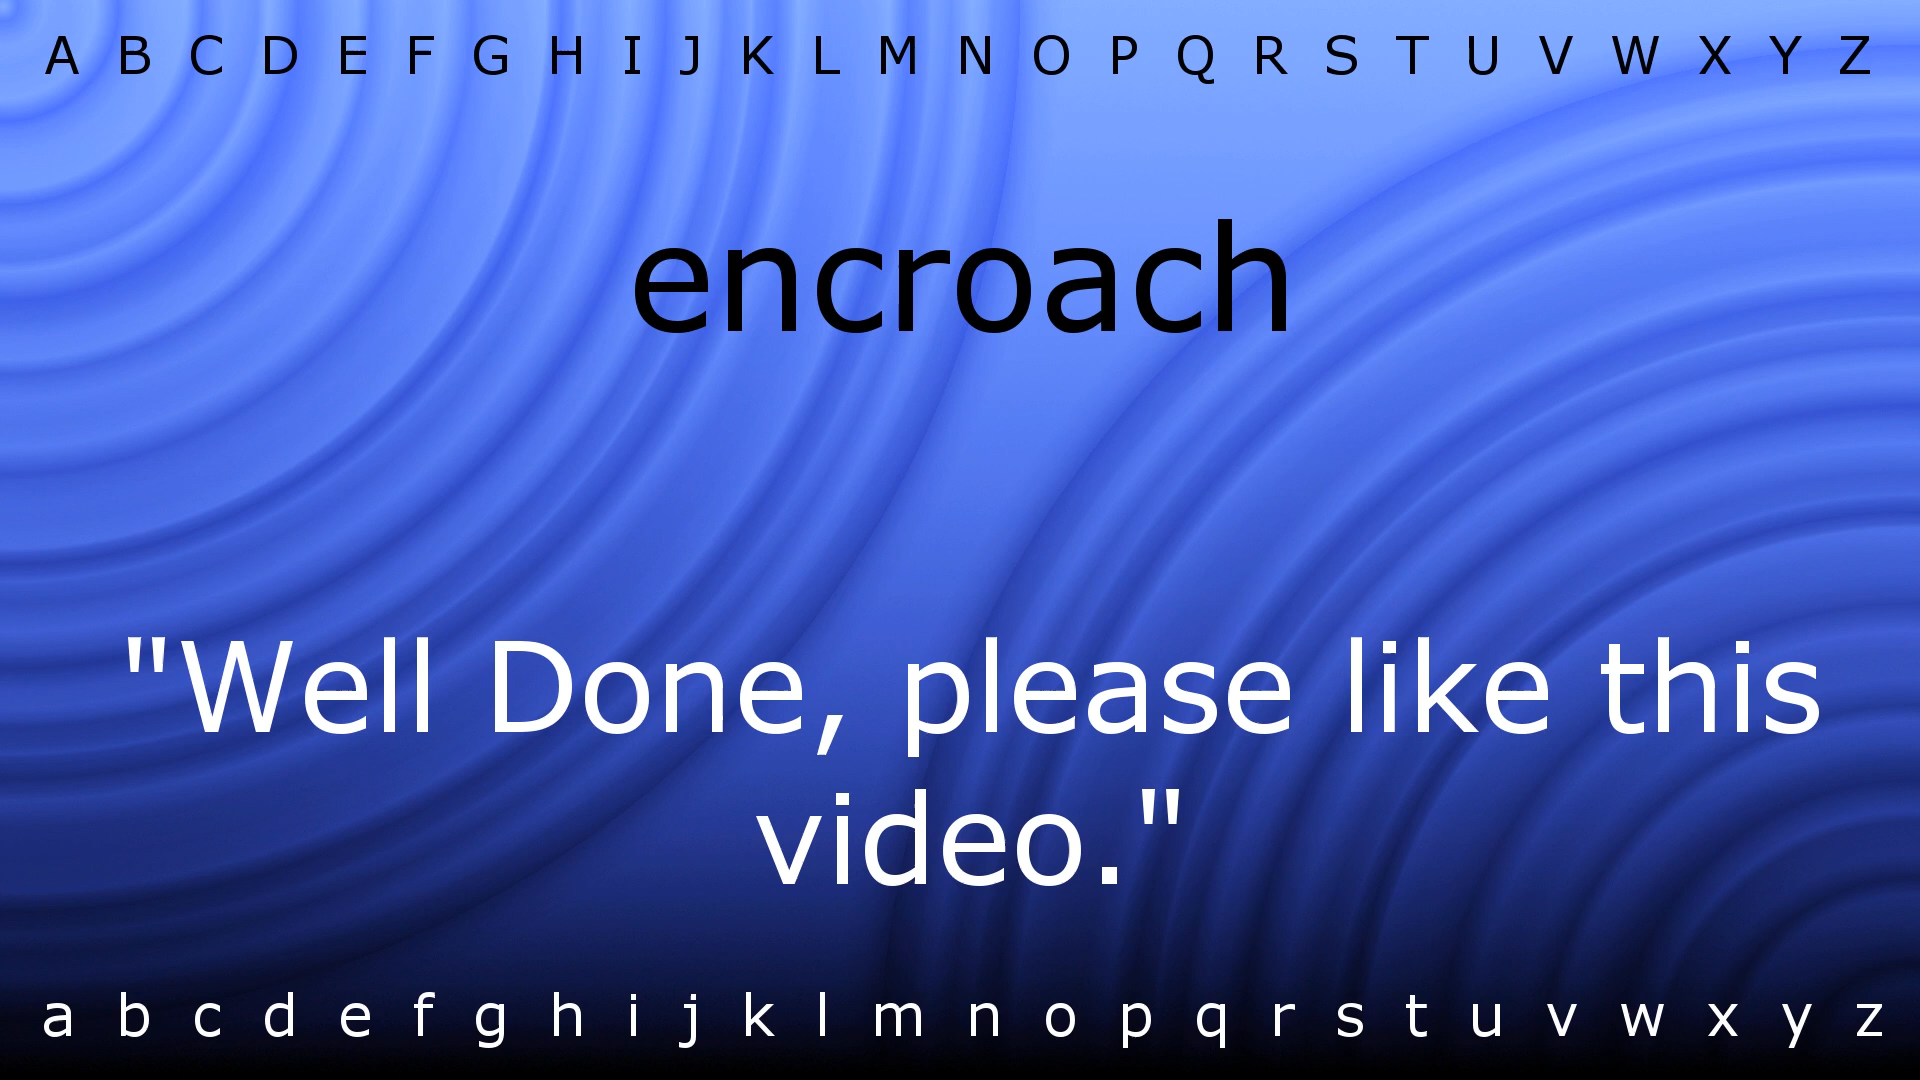 A B C D E F G H I J K L M N O P Q R S T U V W X Y Z
encroach
"Well Done, please like this
video."
a b c d e f g h i j k l m n o p q r s t u v w x y z